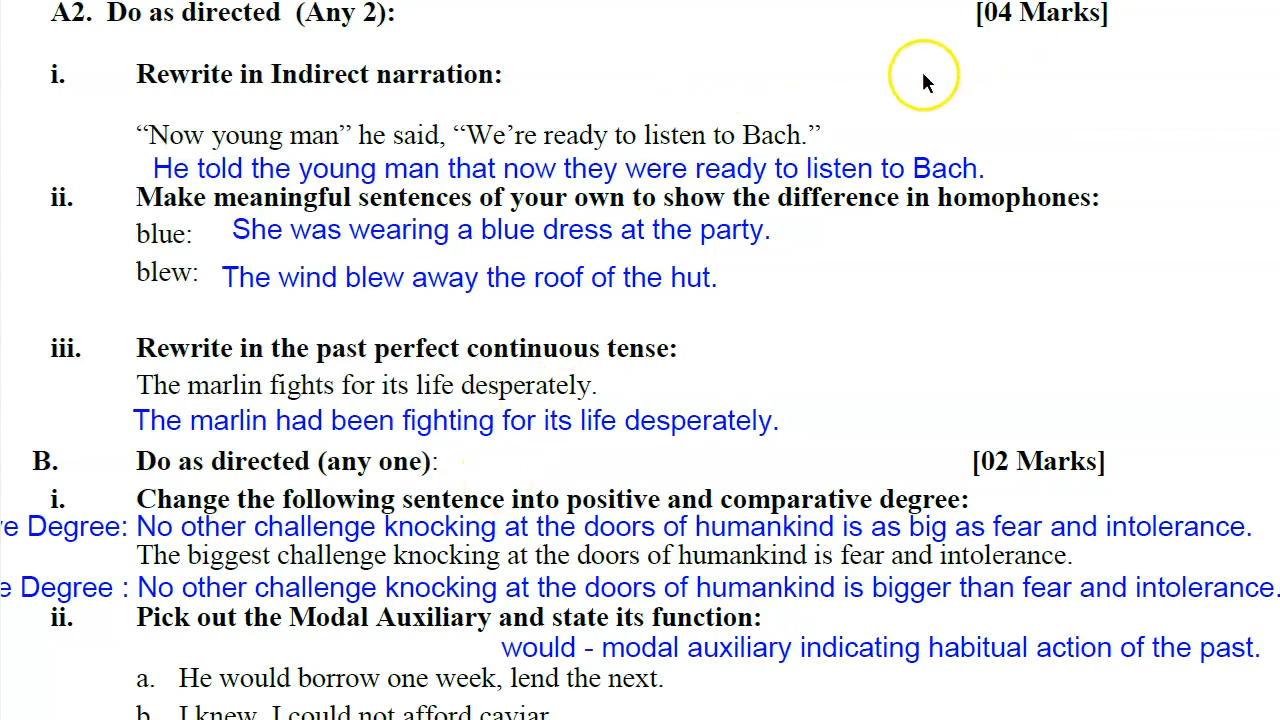 A2. Do as directed (Any 2): [04 Marks]
i. Rewrite in Indirect narration:
“Now young man” he said, “We’re ready to listen to Bach.”
He told the young man that now they were ready to listen to Bach.
ii. Make meaningful sentences of your own to show the difference in homophones:
blue: She was wearing a blue dress at the party.
blew: The wind blew away the roof of the hut.
iii. Rewrite in the past perfect continuous tense:
The marlin fights for its life desperately.
The marlin had been fighting for its life desperately.
B. Do as directed (any one): [02 Marks]
i. Change the following sentence into positive and comparative degree:
ve Degree: No other challenge knocking at the doors of humankind is as big as fear and intolerance.
The biggest challenge knocking at the doors of humankind is fear and intolerance.
e Degree : No other challenge knocking at the doors of humankind is bigger than fear and intolerance.
ii. Pick out the Modal Auxiliary and state its function:
would - modal auxiliary indicating habitual action of the past.
a. He would borrow one week, lend the next.
b. I knew, I could not afford caviar